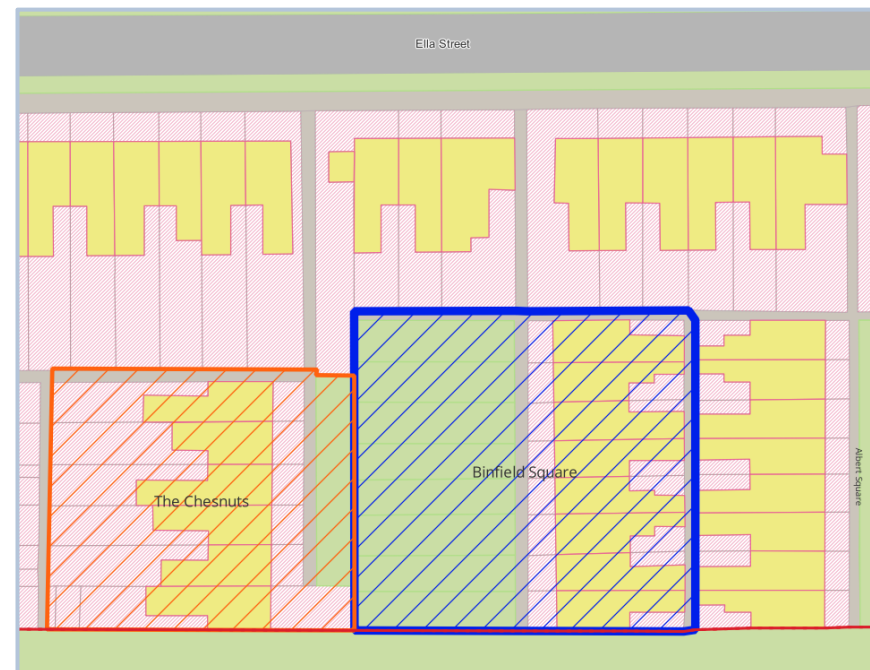 Ella Street
Binfield Square
The Chesnuts
Albert Square